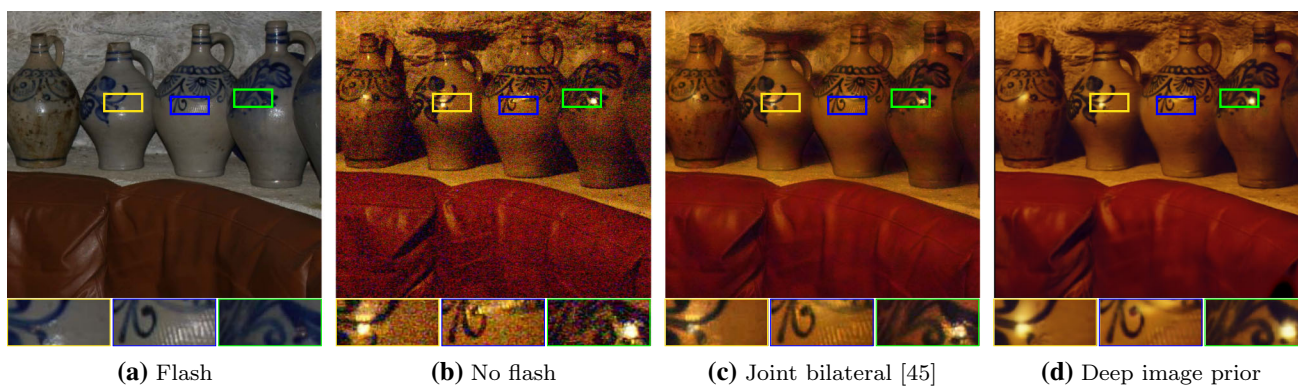 (a) Flash
(b) No flash
(c) Joint bilateral [45]
(d) Deep image prior